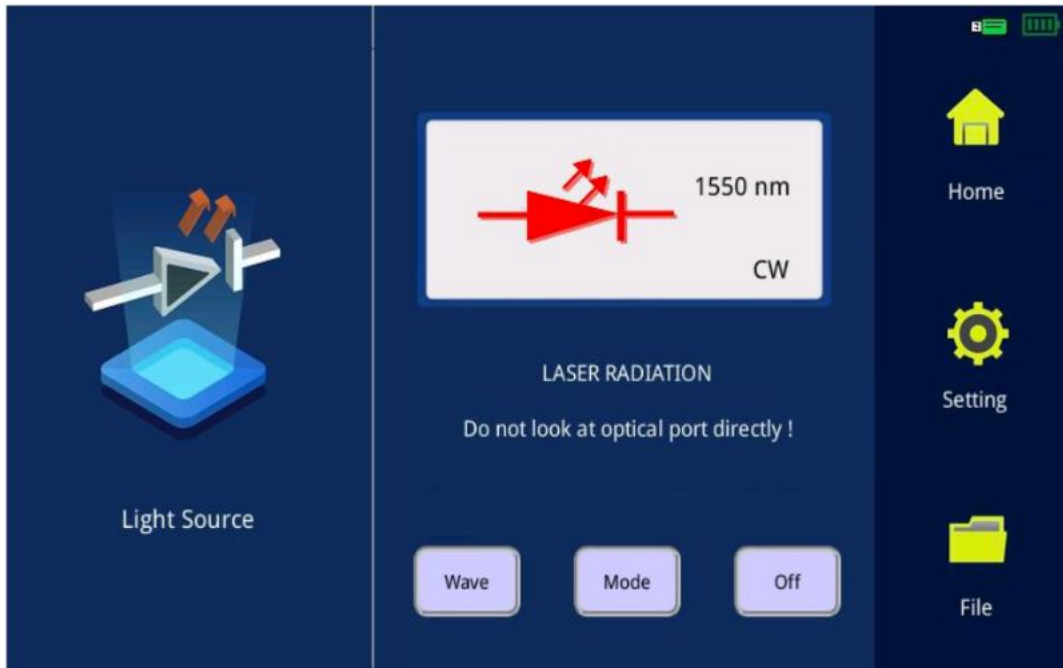 Light Source
1550 nm
CW
LASER RADIATION
Do not look at optical port directly !
Wave
Mode
Off
Home
Setting
File